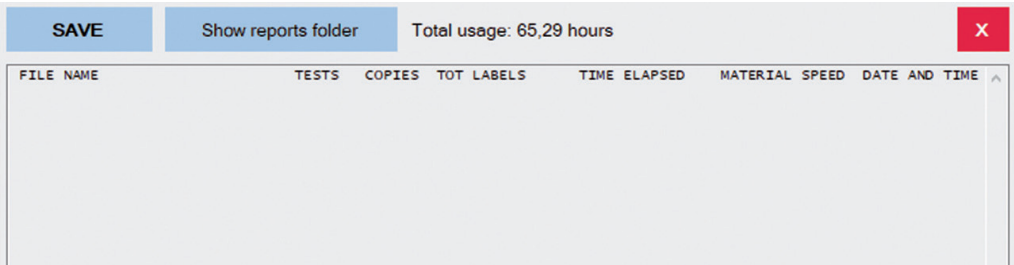 SAVE Show reports folder Total usage: 65,29 hours X
FILE NAME TESTS COPIES TOT LABELS TIME ELAPSED MATERIAL SPEED DATE AND TIME